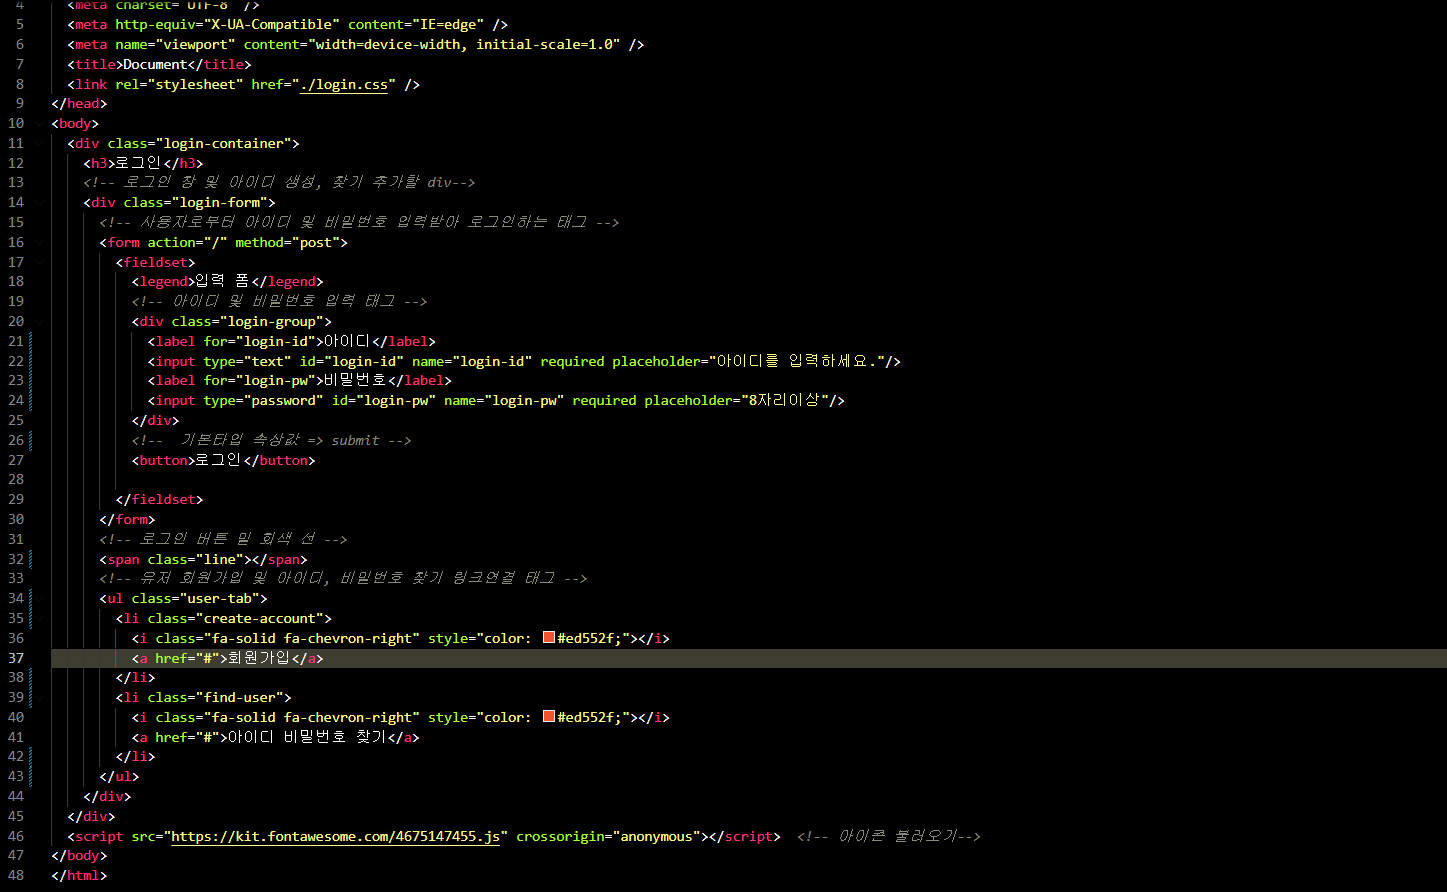 4 <meta charset="UTF-8" />
5 <meta http-equiv="X-UA-Compatible" content="IE=edge" />
6 <meta name="viewport" content="width=device-width, initial-scale=1.0" />
7 <title>Document</title>
8 <link rel="stylesheet" href="./login.css" />
9 </head>
10 <body>
11 <div class="login-container">
12 <h3>로그인</h3>
13 <!-- 로그인 창 및 아이디 생성, 찾기 추가할 div-->
14 <div class="login-form">
15 <!-- 사용자로부터 아이디 및 비밀번호 입력받아 로그인하는 태그 -->
16 <form action="/" method="post">
17 <fieldset>
18 <legend>입력 폼</legend>
19 <!-- 아이디 및 비밀번호 입력 태그 -->
20 <div class="login-group">
21 <label for="login-id">아이디</label>
22 <input type="text" id="login-id" name="login-id" required placeholder="아이디를 입력하세요."/>
23 <label for="login-pw">비밀번호</label>
24 <input type="password" id="login-pw" name="login-pw" required placeholder="8자리이상"/>
25 </div>
26 <!--  기본타입 속상값 => submit -->
27 <button>로그인</button>
28
29 </fieldset>
30 </form>
31 <!-- 로그인 버튼 밑 회색 선 -->
32 <span class="line"></span>
33 <!-- 유저 회원가입 및 아이디, 비밀번호 찾기 링크연결 태그 -->
34 <ul class="user-tab">
35 <li class="create-account">
36 <i class="fa-solid fa-chevron-right" style="color: #ed552f;"></i>
37 <a href="#">회원가입</a>
38 </li>
39 <li class="find-user">
40 <i class="fa-solid fa-chevron-right" style="color: #ed552f;"></i>
41 <a href="#">아이디 비밀번호 찾기</a>
42 </li>
43 </ul>
44 </div>
45 </div>
46 <script src="https://kit.fontawesome.com/4675147455.js" crossorigin="anonymous"></script>  <!-- 아이콘 불러오기-->
47 </body>
48 </html>